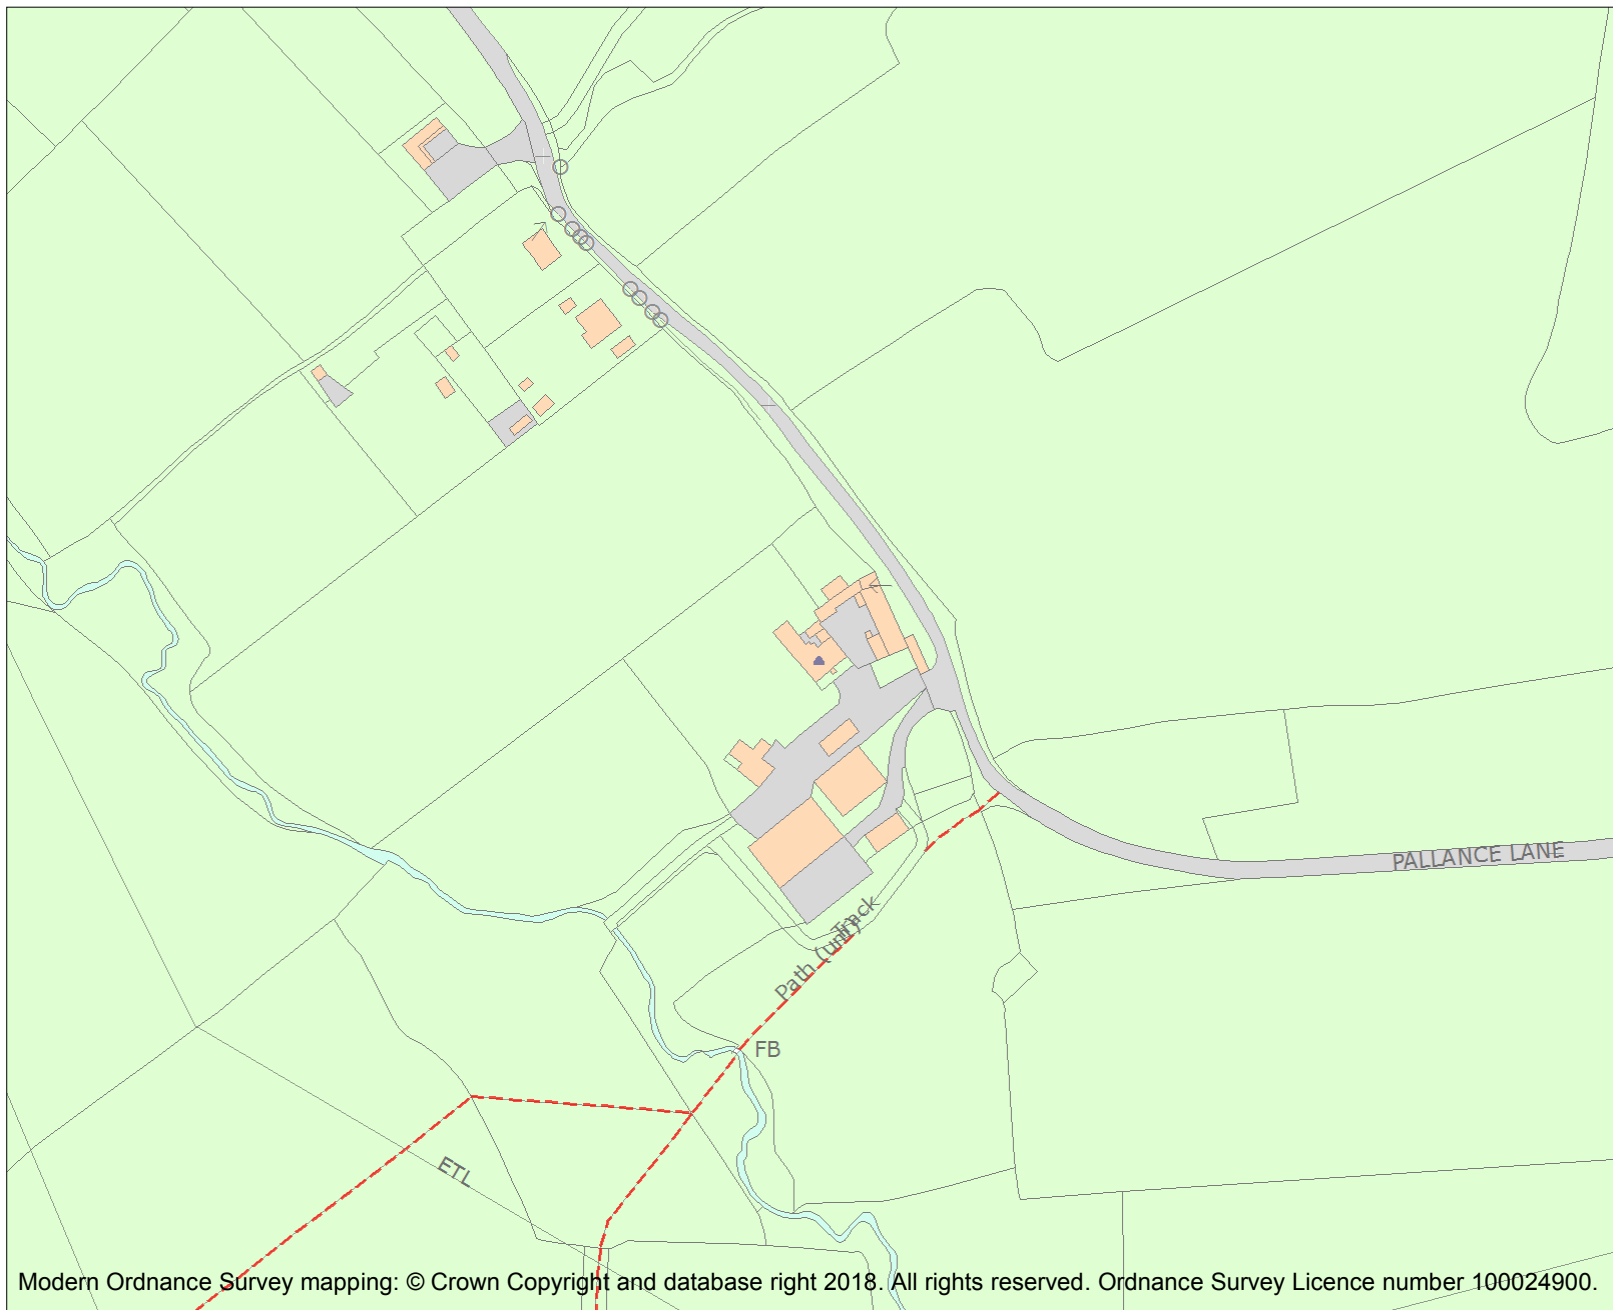 PALLANCE LANE
Track
Path (um)
FB
ETL
Modern Ordnance Survey mapping: © Crown Copyright and database right 2018. All rights reserved. Ordnance Survey Licence number 100024900.